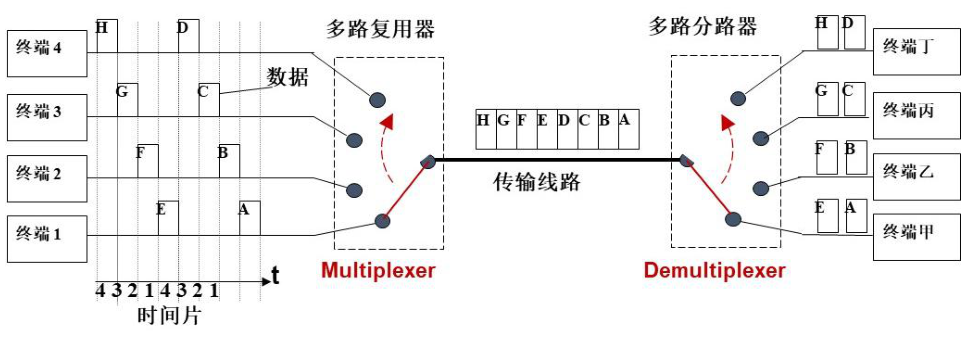 多路复用器
多路分路器
H D
终端4
H D
终端丁
数据
G C
终端3
H G F E D C B A
G C
终端丙
F B
终端2
传输线路
F B
终端乙
E A
终端1
E A
终端甲
Multiplexer
Demultiplexer
t
4 3 2 1 4 3 2 1
时间片